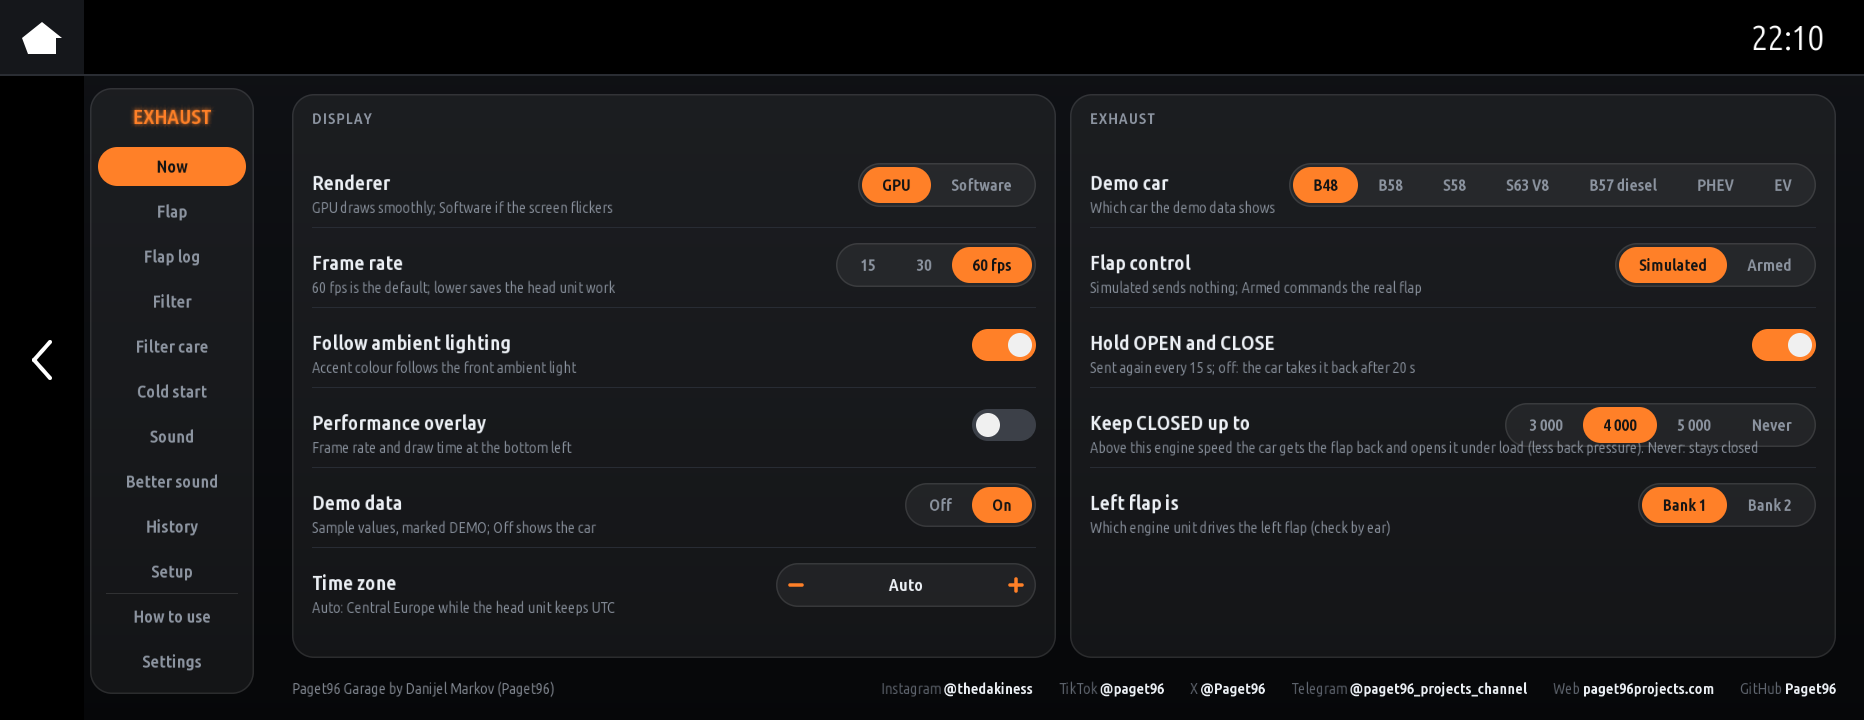 22:10
EXHAUST
Now
Flap
Flap log
Filter
Filter care
Cold start
Sound
Better sound
History
Setup
How to use
Settings
DISPLAY
Renderer
GPU draws smoothly; Software if the screen flickers
GPU Software
Frame rate
60 fps is the default; lower saves the head unit work
15 30 60 fps
Follow ambient lighting
Accent colour follows the front ambient light
Performance overlay
Frame rate and draw time at the bottom left
Demo data
Sample values, marked DEMO; Off shows the car
Off On
Time zone
Auto: Central Europe while the head unit keeps UTC
Auto
EXHAUST
Demo car
Which car the demo data shows
B48 B58 S58 S63 V8 B57 diesel PHEV EV
Flap control
Simulated sends nothing; Armed commands the real flap
Simulated Armed
Hold OPEN and CLOSE
Sent again every 15 s; off: the car takes it back after 20 s
Keep CLOSED up to
3 000 4 000 5 000 Never
Above this engine speed the car gets the flap back and opens it under load (less back pressure). Never: stays closed
Left flap is
Which engine unit drives the left flap (check by ear)
Bank 1 Bank 2
Paget96 Garage by Danijel Markov (Paget96)
Instagram @thedakiness TikTok @paget96 X @Paget96 Telegram @paget96_projects_channel Web paget96projects.com GitHub Paget96